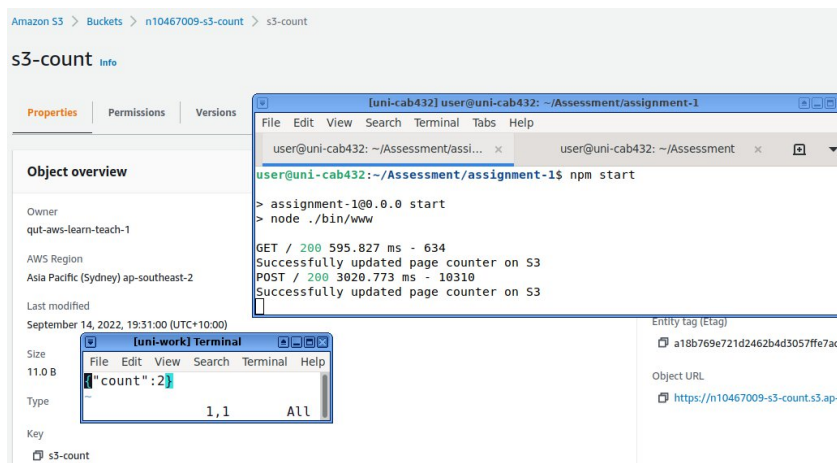 Amazon S3 > Buckets > n10467009-s3-count > s3-count
s3-count Info
Properties Permissions Versions
Object overview
Owner
qut-aws-learn-teach-1
AWS Region
Asia Pacific (Sydney) ap-southeast-2
Last modified
September 14, 2022, 19:31:00 (UTC+10:00)
Size
11.0 B
Type
Key
s3-count
[uni-cab432] user@uni-cab432: ~/Assessment/assignment-1
File Edit View Search Terminal Tabs Help
user@uni-cab432: ~/Assessment/assi... × user@uni-cab432: ~/Assessment ×
user@uni-cab432:~/Assessment/assignment-1$ npm start
> assignment-1@0.0.0 start
> node ./bin/www
GET / 200 595.827 ms - 634
Successfully updated page counter on S3
POST / 200 3020.773 ms - 10310
Successfully updated page counter on S3
[uni-work] Terminal
File Edit View Search Terminal Help
{"count":2}
~
1,1 All
Entity tag (Etag)
a18b769e721d2462b4d3057ffe7ac
Object URL
https://n10467009-s3-count.s3.ap-